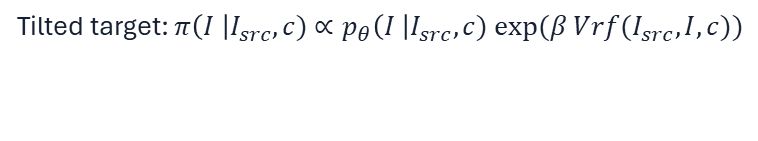 Tilted target: π(I |I_src, c) ∝ p_θ(I |I_src, c) exp(β Vrf(I_src, I, c))